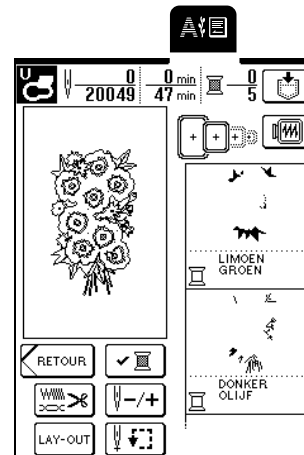 A
U
0 0 min 0
20049 47 min 5
LIMOEN
GROEN
RETOUR
DONKER
OLIJF
-/+
LAY-OUT